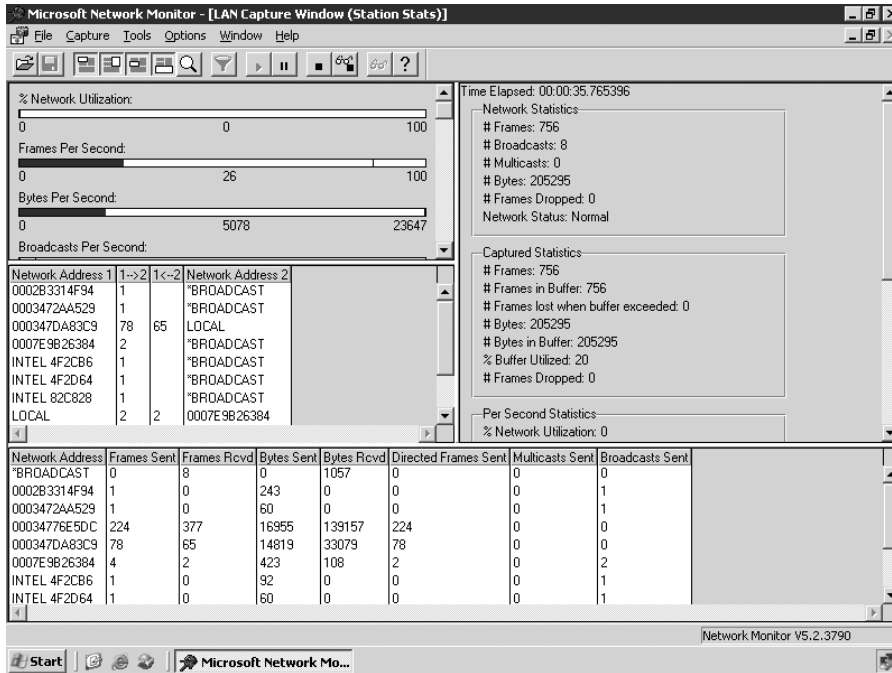 Microsoft Network Monitor - [LAN Capture Window (Station Stats)]
File Capture Tools Options Window Help
% Network Utilization:
0 0 100
Frames Per Second:
0 26 100
Bytes Per Second:
0 5078 23647
Broadcasts Per Second:
Time Elapsed: 00:00:35.765396
Network Statistics
# Frames: 756
# Broadcasts: 8
# Multicasts: 0
# Bytes: 205295
# Frames Dropped: 0
Network Status: Normal
Captured Statistics
# Frames: 756
# Frames in Buffer: 756
# Frames lost when buffer exceeded: 0
# Bytes: 205295
# Bytes in Buffer: 205295
% Buffer Utilized: 20
# Frames Dropped: 0
Per Second Statistics
% Network Utilization: 0
Network Address 1 1-->2 1<--2 Network Address 2
0002B3314F94 1 *BROADCAST
0003472AA529 1 *BROADCAST
000347DA83C9 78 65 LOCAL
0007E9B26384 2 *BROADCAST
INTEL 4F2CB6 1 *BROADCAST
INTEL 4F2D64 1 *BROADCAST
INTEL 82C828 1 *BROADCAST
LOCAL 2 2 0007E9B26384
Network Address Frames Sent Frames Rcvd Bytes Sent Bytes Rcvd Directed Frames Sent Multicasts Sent Broadcasts Sent
*BROADCAST 0 8 0 1057 0 0 0
0002B3314F94 1 0 243 0 0 0 1
0003472AA529 1 0 60 0 0 0 1
00034776E5DC 224 377 16955 139157 224 0 0
000347DA83C9 78 65 14819 33079 78 0 0
0007E9B26384 4 2 423 108 2 0 2
INTEL 4F2CB6 1 0 92 0 0 0 1
INTEL 4F2D64 1 0 60 0 0 0 1
Network Monitor V5.2.3790
Start Microsoft Network Mo...